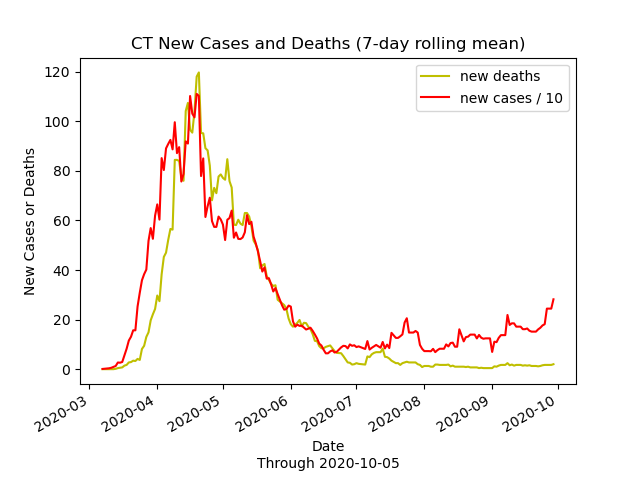 CT New Cases and Deaths (7-day rolling mean)
new deaths
new cases / 10
New Cases or Deaths
120
100
80
60
40
20
0
2020-03
2020-04
2020-05
2020-06
2020-07
2020-08
2020-09
2020-10
Date
Through 2020-10-05